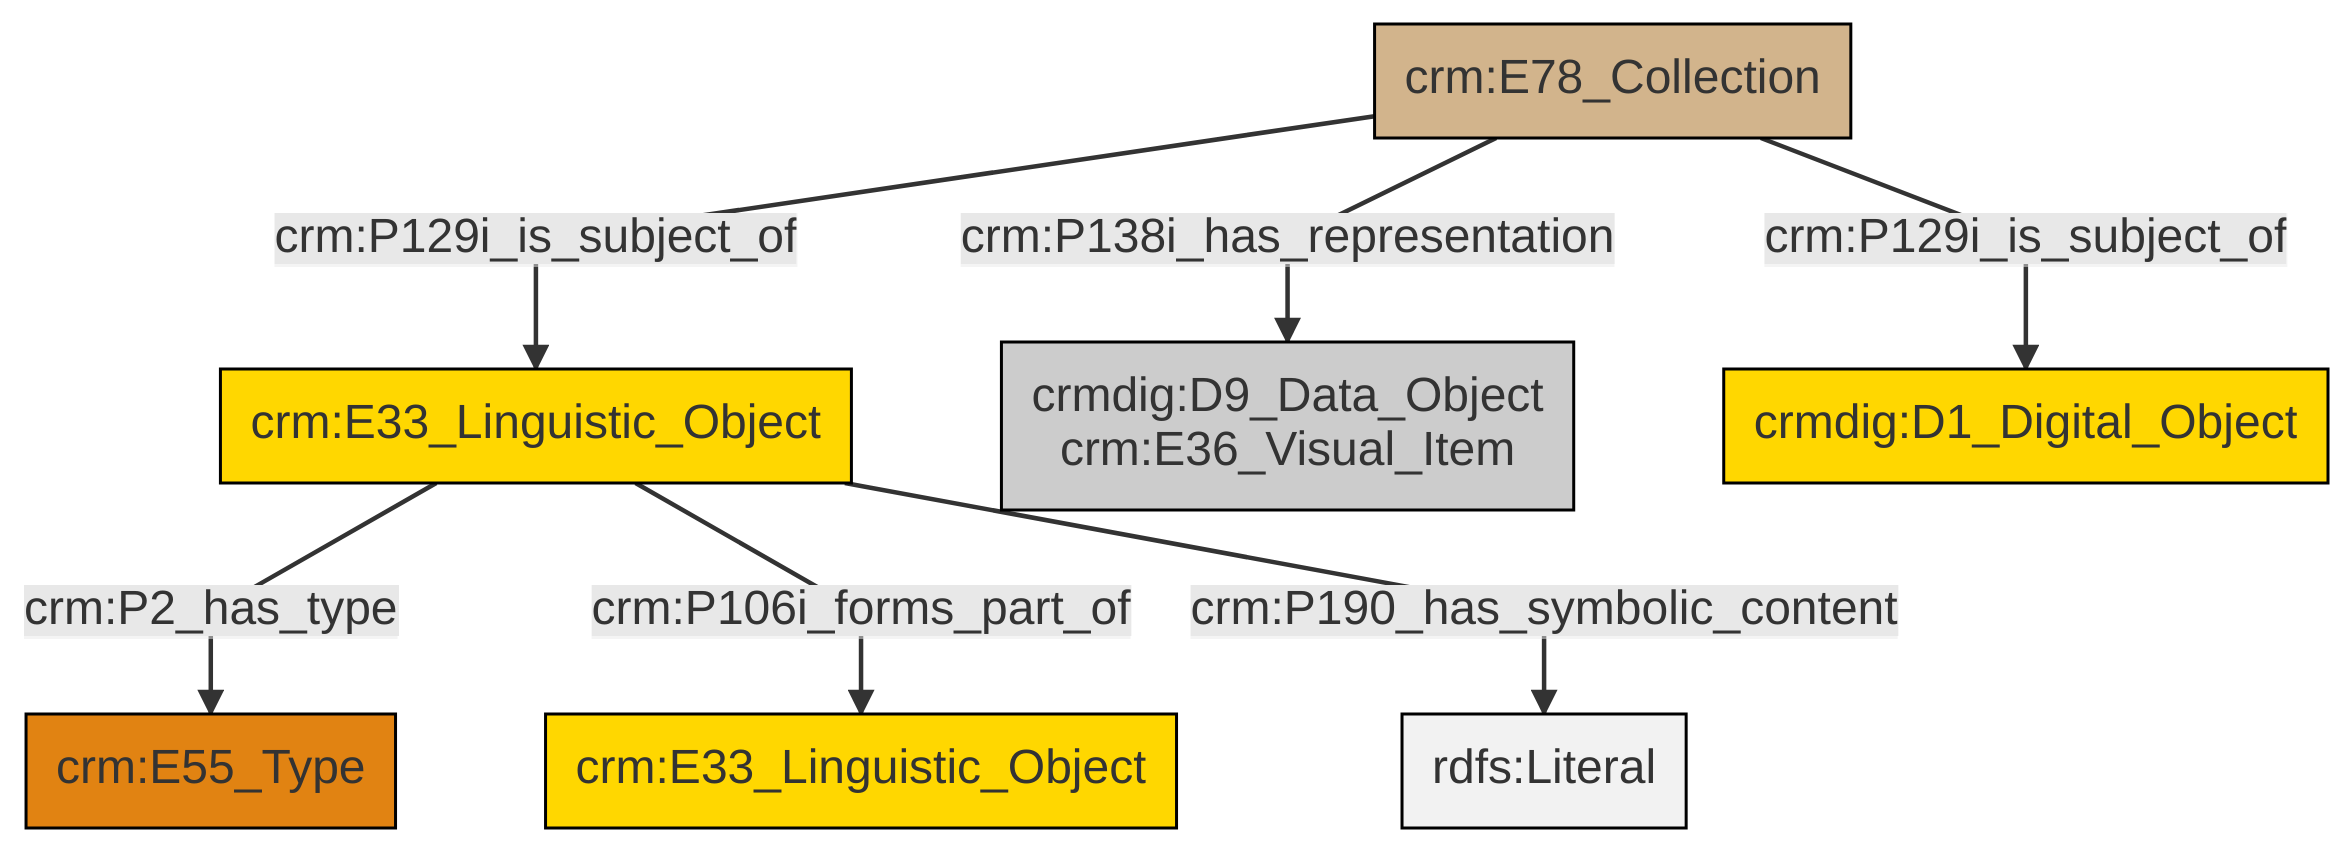 crm:E78_Collection
crm:P129i_is_subject_of
crm:P138i_has_representation
crm:P129i_is_subject_of
crm:E33_Linguistic_Object
crmdig:D9_Data_Object
crm:E36_Visual_Item
crmdig:D1_Digital_Object
crm:P2_has_type
crm:P106i_forms_part_of
crm:P190_has_symbolic_content
crm:E55_Type
crm:E33_Linguistic_Object
rdfs:Literal